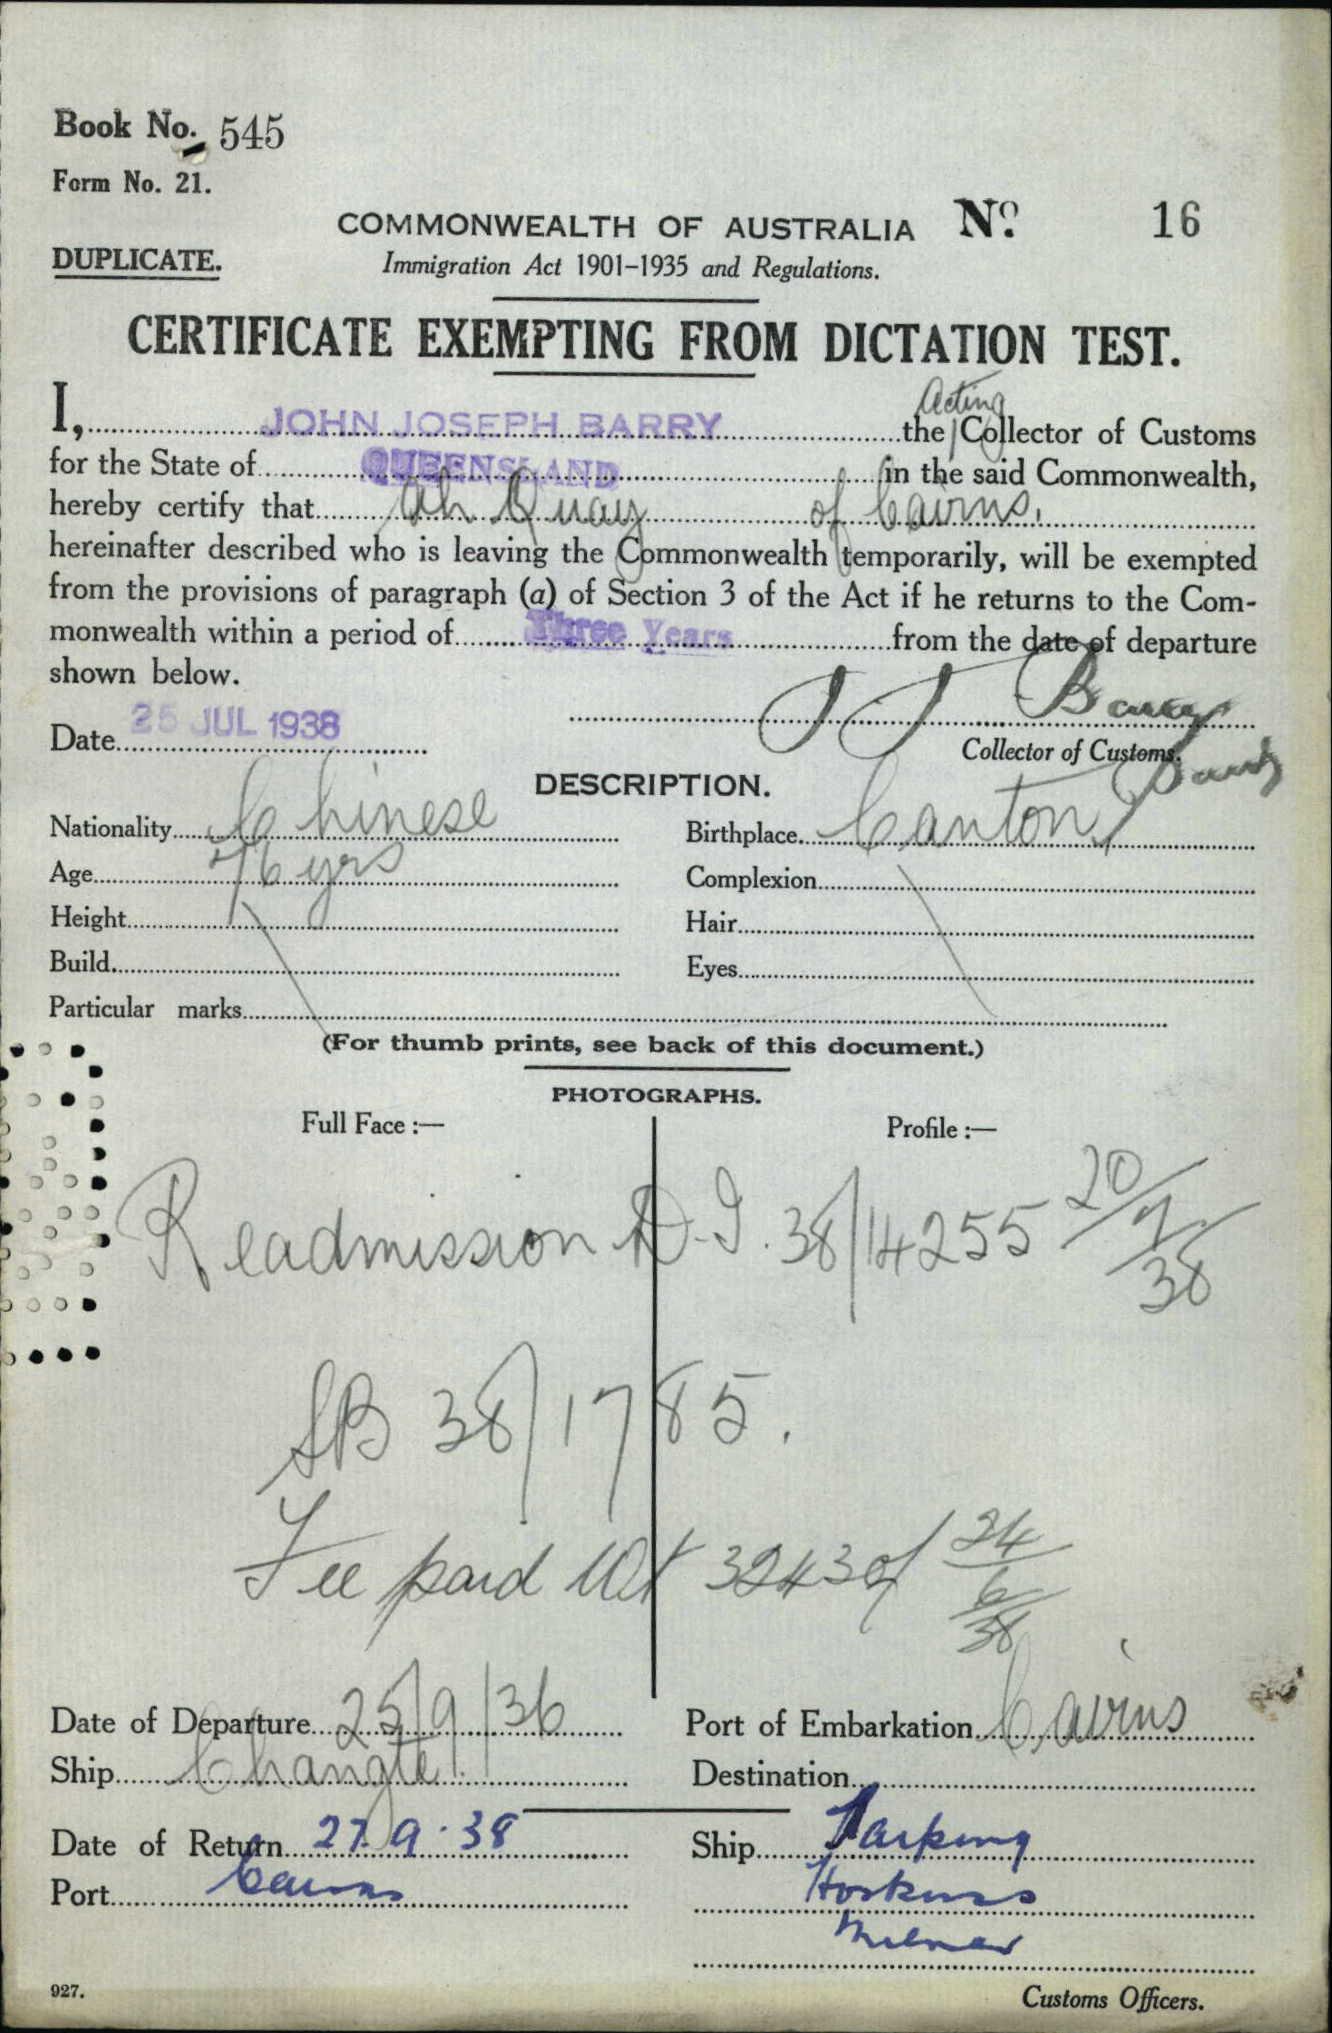 Book No. 545
Form No. 21.
COMMONWEALTH OF AUSTRALIA No. 16
DUPLICATE.
Immigration Act 1901-1935 and Regulations.
CERTIFICATE EXEMPTING FROM DICTATION TEST.
Acting
I, JOHN JOSEPH BARRY the Collector of Customs
for the State of QUEENSLAND in the said Commonwealth,
hereby certify that Ah Quay of Cairns,
hereinafter described who is leaving the Commonwealth temporarily, will be exempted
from the provisions of paragraph (a) of Section 3 of the Act if he returns to the Com-
monwealth within a period of Three Years from the date of departure
shown below.
J J Barry
Date 25 JUL 1938
Collector of Customs.
DESCRIPTION.
Nationality Chinese Birthplace Canton
Age 76 yrs Complexion
Height Hair
Build Eyes
Particular marks
(For thumb prints, see back of this document.)
PHOTOGRAPHS.
Full Face :— Profile :—
Readmission D.I. 38/14255 20/7/38
SB 38/1785.
Fee paid 3243 of 24/6/38
Date of Departure 25/9/36 Port of Embarkation Cairns
Ship Changte Destination
Date of Return 27.9.38 Ship
Port Cairns Hoskins
Milner
927.
Customs Officers.